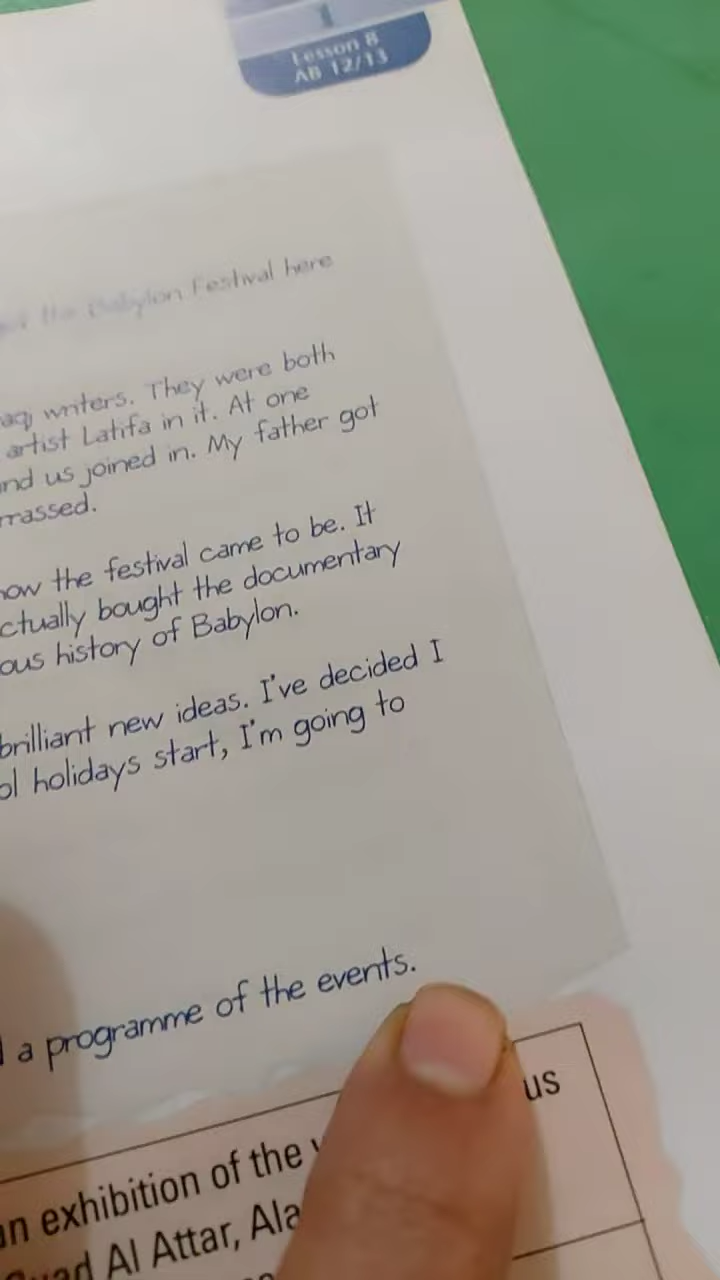 1
Lesson 8
AB 12/13
the Babylon Festival here
writers. They were both
artist Latifa in it. At one
us joined in. My father got
rrassed.
the festival came to be. It
ctually bought the documentary
ous history of Babylon.
brilliant new ideas. I've decided I
ol holidays start, I'm going to
a programme of the events.
us
exhibition of the
Al Attar, Ala